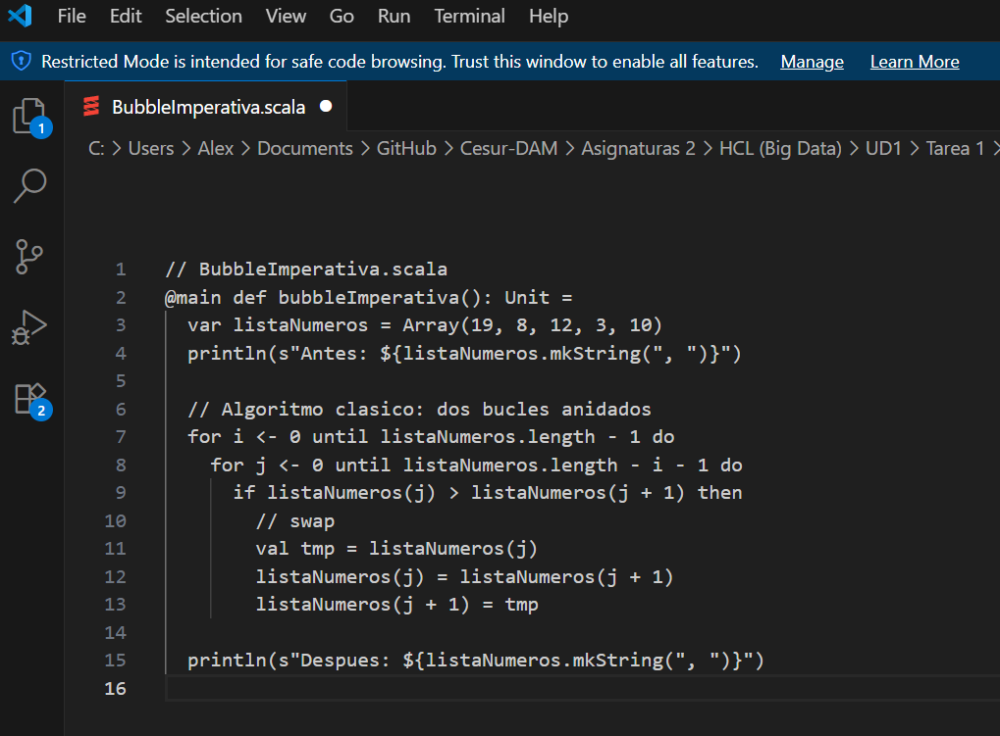 File Edit Selection View Go Run Terminal Help
Restricted Mode is intended for safe code browsing. Trust this window to enable all features. Manage Learn More
BubbleImperativa.scala
1
C: > Users > Alex > Documents > GitHub > Cesur-DAM > Asignaturas 2 > HCL (Big Data) > UD1 > Tarea 1 >
2
1 // BubbleImperativa.scala
2 @main def bubbleImperativa(): Unit =
3   var listaNumeros = Array(19, 8, 12, 3, 10)
4   println(s"Antes: ${listaNumeros.mkString(", ")}")
5
6   // Algoritmo clasico: dos bucles anidados
7   for i <- 0 until listaNumeros.length - 1 do
8     for j <- 0 until listaNumeros.length - i - 1 do
9       if listaNumeros(j) > listaNumeros(j + 1) then
10         // swap
11         val tmp = listaNumeros(j)
12         listaNumeros(j) = listaNumeros(j + 1)
13         listaNumeros(j + 1) = tmp
14
15   println(s"Despues: ${listaNumeros.mkString(", ")}")
16